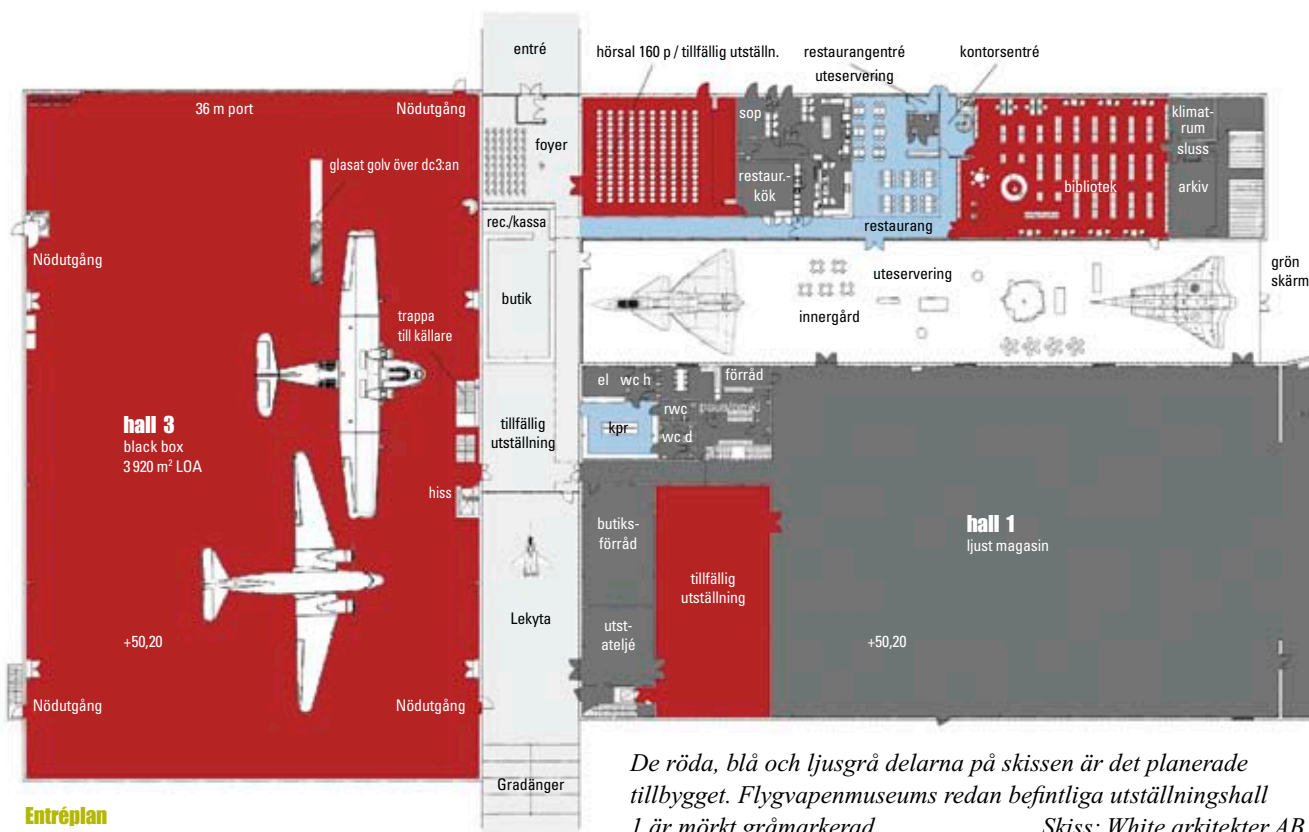 entré
hörsal 160 p / tillfällig utställn.
restaurangentré
kontorsentré
uteservering
36 m port
Nödutgång
foyer
glasat golv över dc3:an
sop
restaur.-
kök
klimat-
rum
sluss
arkiv
bibliotek
rec./kassa
restaurang
Nödutgång
butik
uteservering
innergård
grön
skärm
trappa
till källare
el
wc h
förråd
rwc
kpr
wc d
hall 3
black box
3 920 m² LOA
tillfällig
utställning
hiss
butiks-
förråd
hall 1
ljust magasin
tillfällig
utställning
Lekyta
utst-
ateljé
+50,20
+50,20
Nödutgång
Nödutgång
Gradänger
Entréplan
De röda, blå och ljusgrå delarna på skissen är det planerade
tillbygget. Flygvapenmuseums redan befintliga utställningshall
1 är mörkt gråmarkerad. Skiss: White arkitekter AB